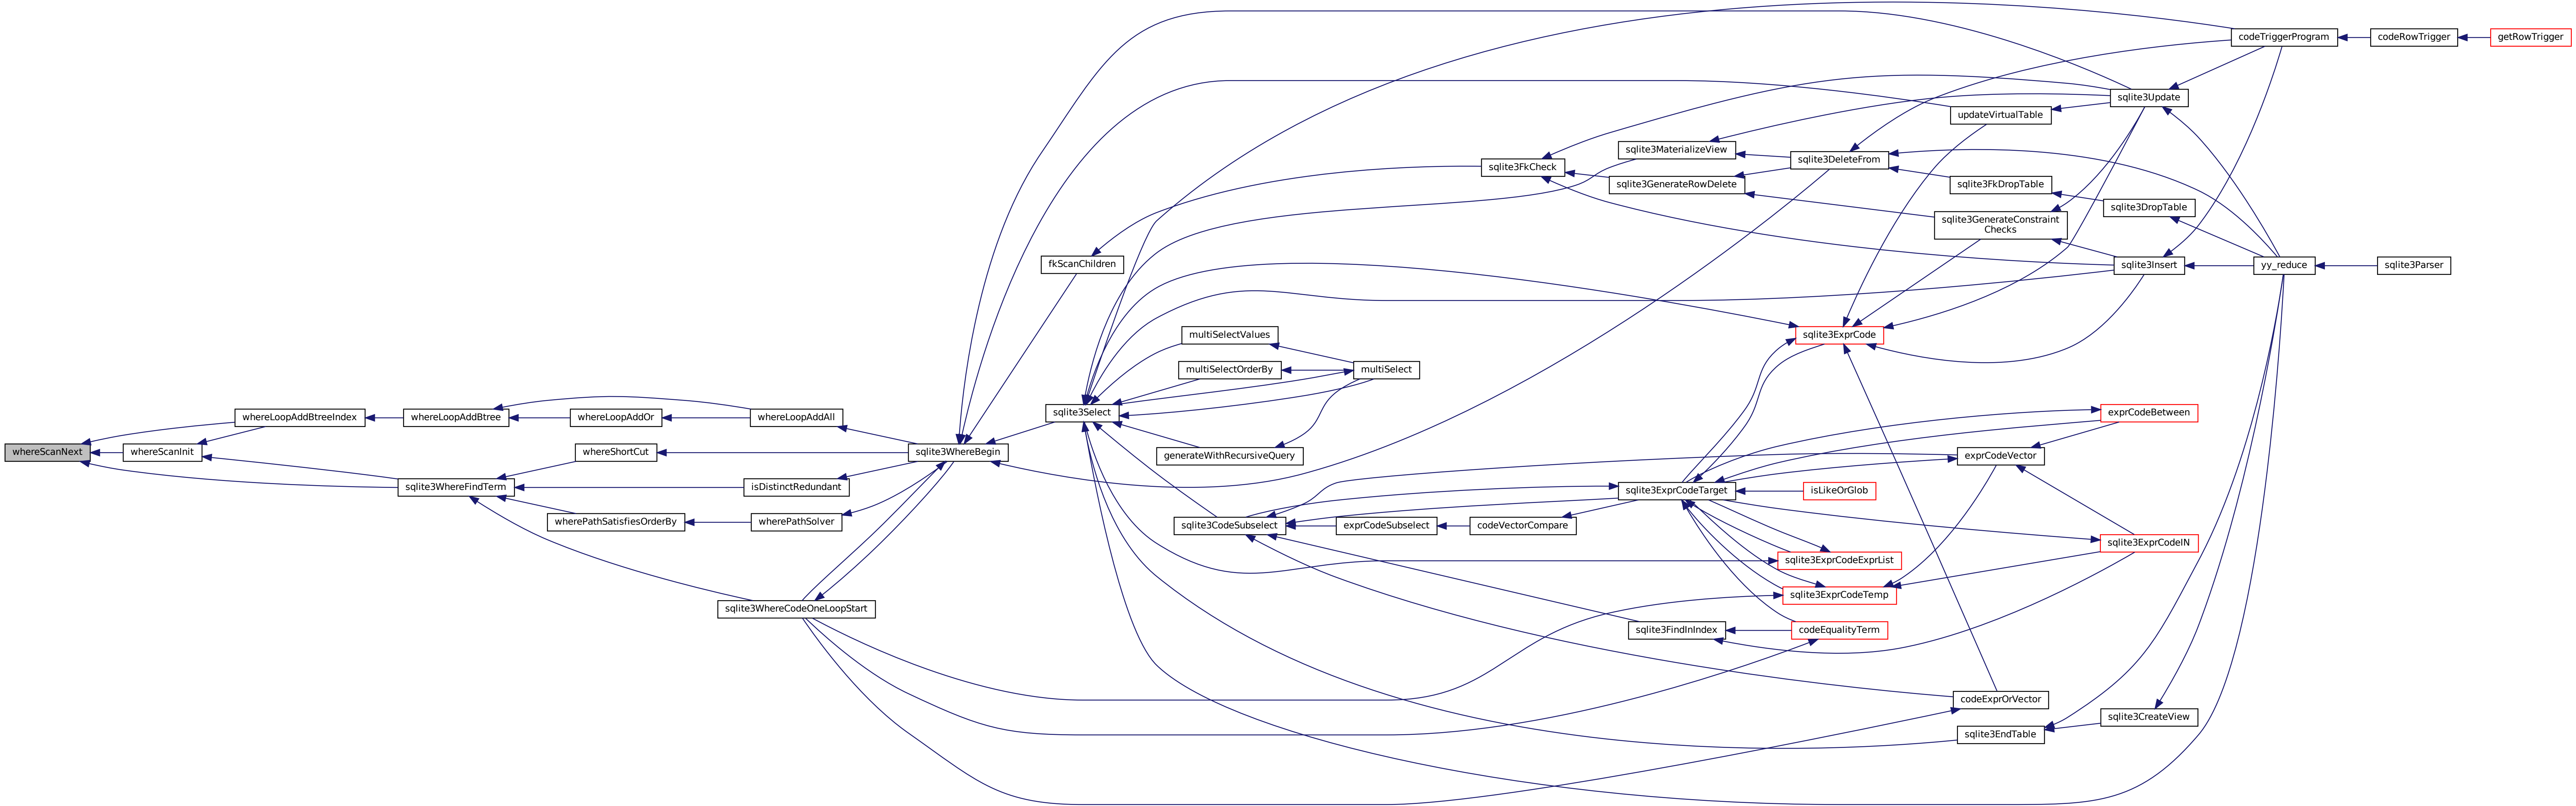 whereScanNext
whereLoopAddBtreeIndex
whereScanInit
sqlite3WhereFindTerm
whereLoopAddBtree
whereLoopAddOr
whereShortCut
isDistinctRedundant
wherePathSatisfiesOrderBy
wherePathSolver
whereLoopAddAll
sqlite3WhereCodeOneLoopStart
sqlite3WhereBegin
fkScanChildren
sqlite3Select
multiSelectValues
multiSelectOrderBy
multiSelect
generateWithRecursiveQuery
sqlite3CodeSubselect
exprCodeSubselect
codeVectorCompare
sqlite3FkCheck
sqlite3MaterializeView
sqlite3GenerateRowDelete
sqlite3DeleteFrom
sqlite3ExprCode
sqlite3ExprCodeTarget
isLikeOrGlob
sqlite3ExprCodeExprList
sqlite3ExprCodeTemp
sqlite3FindInIndex
codeEqualityTerm
updateVirtualTable
sqlite3FkDropTable
sqlite3GenerateConstraint
Checks
exprCodeVector
codeExprOrVector
sqlite3EndTable
sqlite3Update
sqlite3DropTable
sqlite3Insert
exprCodeBetween
sqlite3ExprCodeIN
sqlite3CreateView
codeTriggerProgram
yy_reduce
codeRowTrigger
sqlite3Parser
getRowTrigger